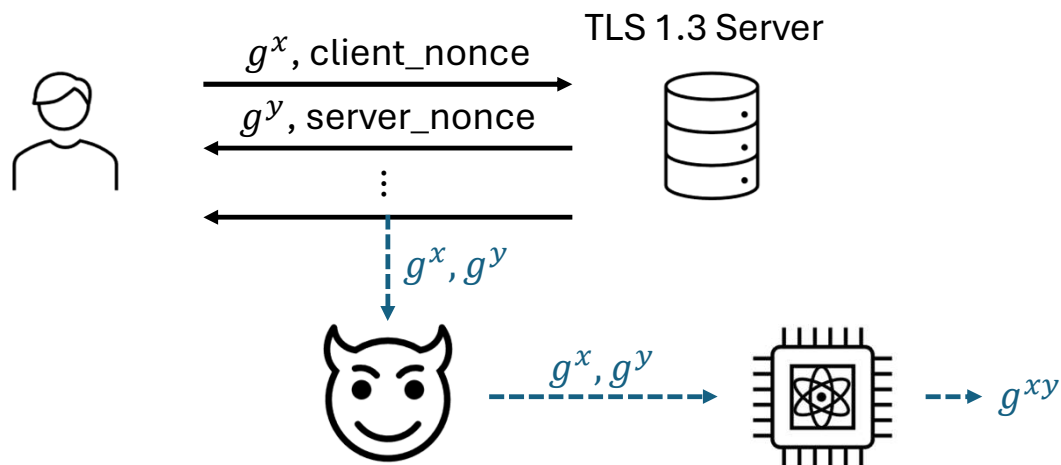 TLS 1.3 Server
g^x, client_nonce
g^y, server_nonce
⋮
g^x, g^y
g^x, g^y
g^{xy}